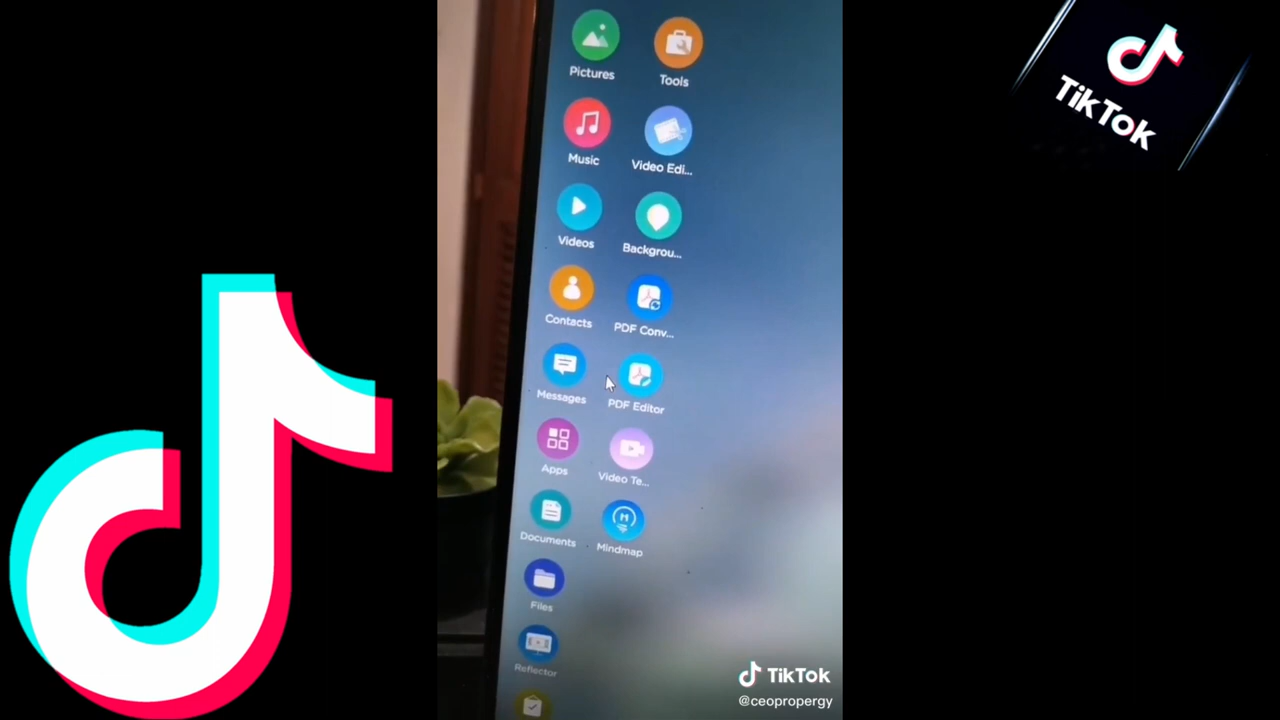 Pictures
Tools
Music
Video Edi...
Videos
Backgrou...
Contacts
PDF Conv...
Messages
PDF Editor
Apps
Video Te...
Documents
Mindmap
Files
Reflector
TikTok
@ceopropergy
TikTok